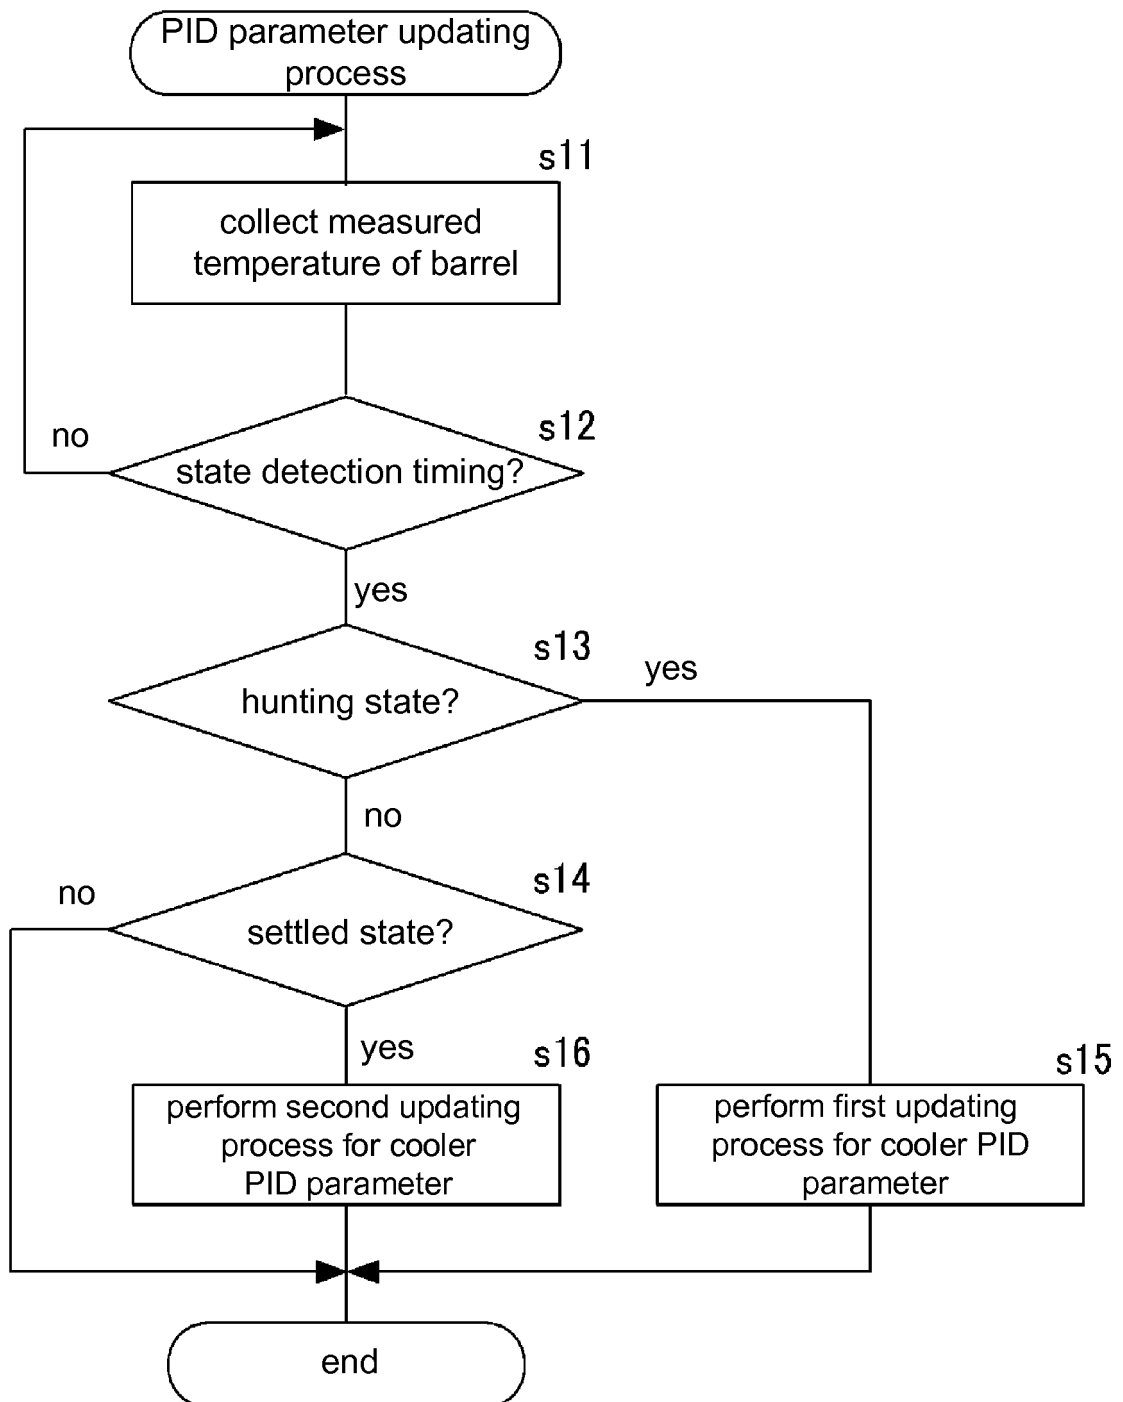 PID parameter updating
process
s11
collect measured
temperature of barrel
no
s12
state detection timing?
yes
s13
yes
hunting state?
no
no
s14
settled state?
yes
s16
s15
perform second updating
process for cooler
PID parameter
perform first updating
process for cooler PID
parameter
end